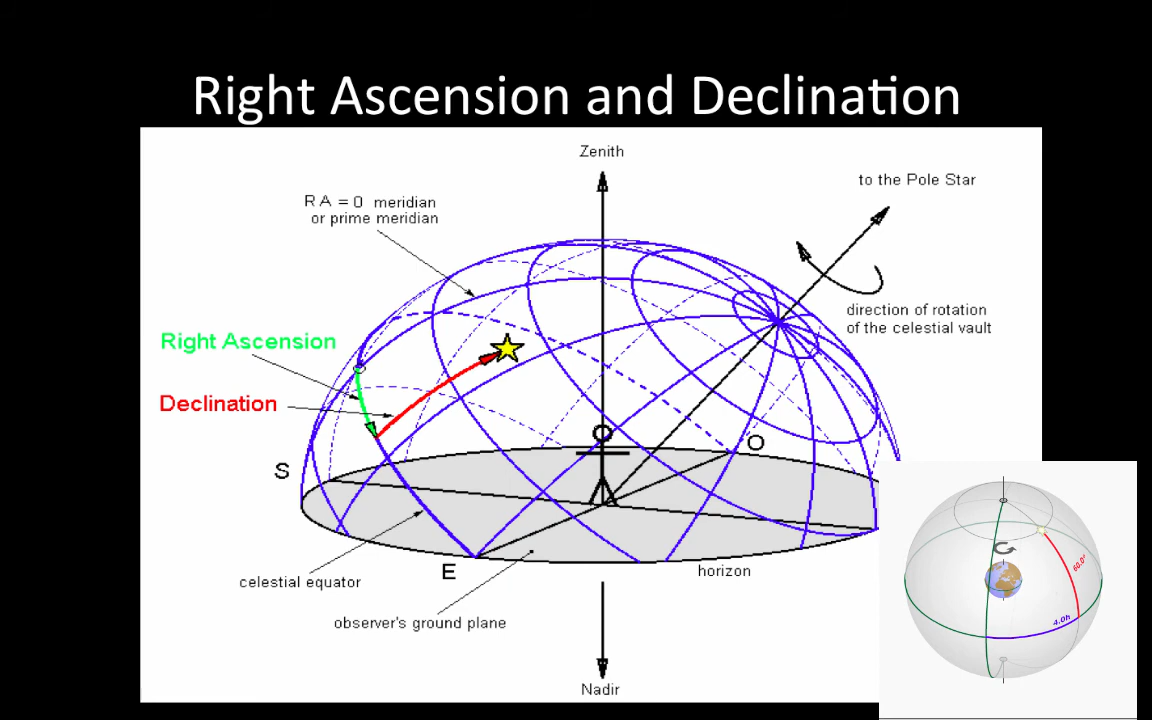 Right Ascension and Declination
Zenith
to the Pole Star
R A = 0 meridian
or prime meridian
direction of rotation
of the celestial vault
Right Ascension
Declination
O
S
E
horizon
celestial equator
observer's ground plane
Nadir
60.0°
4.0h